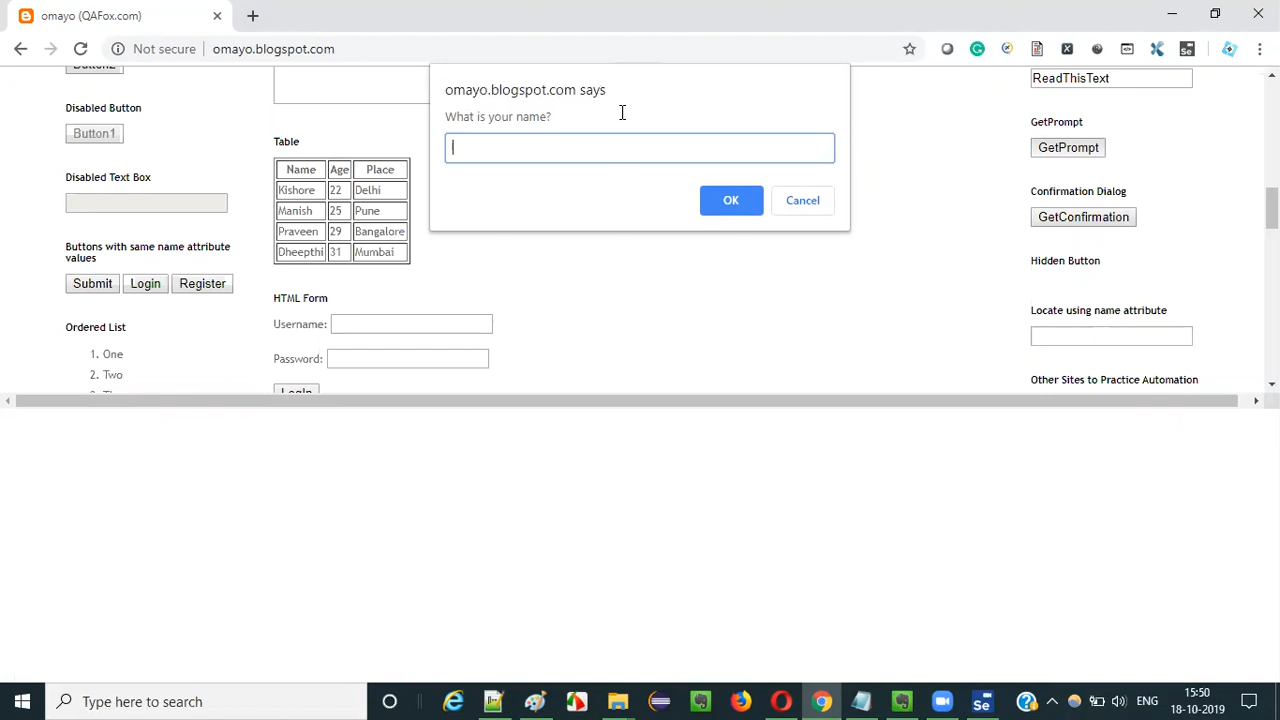 omayo (QAFox.com)
Not secure
omayo.blogspot.com
Button2
Disabled Button
Button1
Disabled Text Box
Buttons with same name attribute
values
Submit
Login
Register
Ordered List
1. One
2. Two
Table
Name Age Place
Kishore 22 Delhi
Manish 25 Pune
Praveen 29 Bangalore
Dheepthi 31 Mumbai
HTML Form
Username:
Password:
Login
omayo.blogspot.com says
What is your name?
OK
Cancel
ReadThisText
GetPrompt
GetPrompt
Confirmation Dialog
GetConfirmation
Hidden Button
Locate using name attribute
Other Sites to Practice Automation
Type here to search
ENG
15:50
18-10-2019